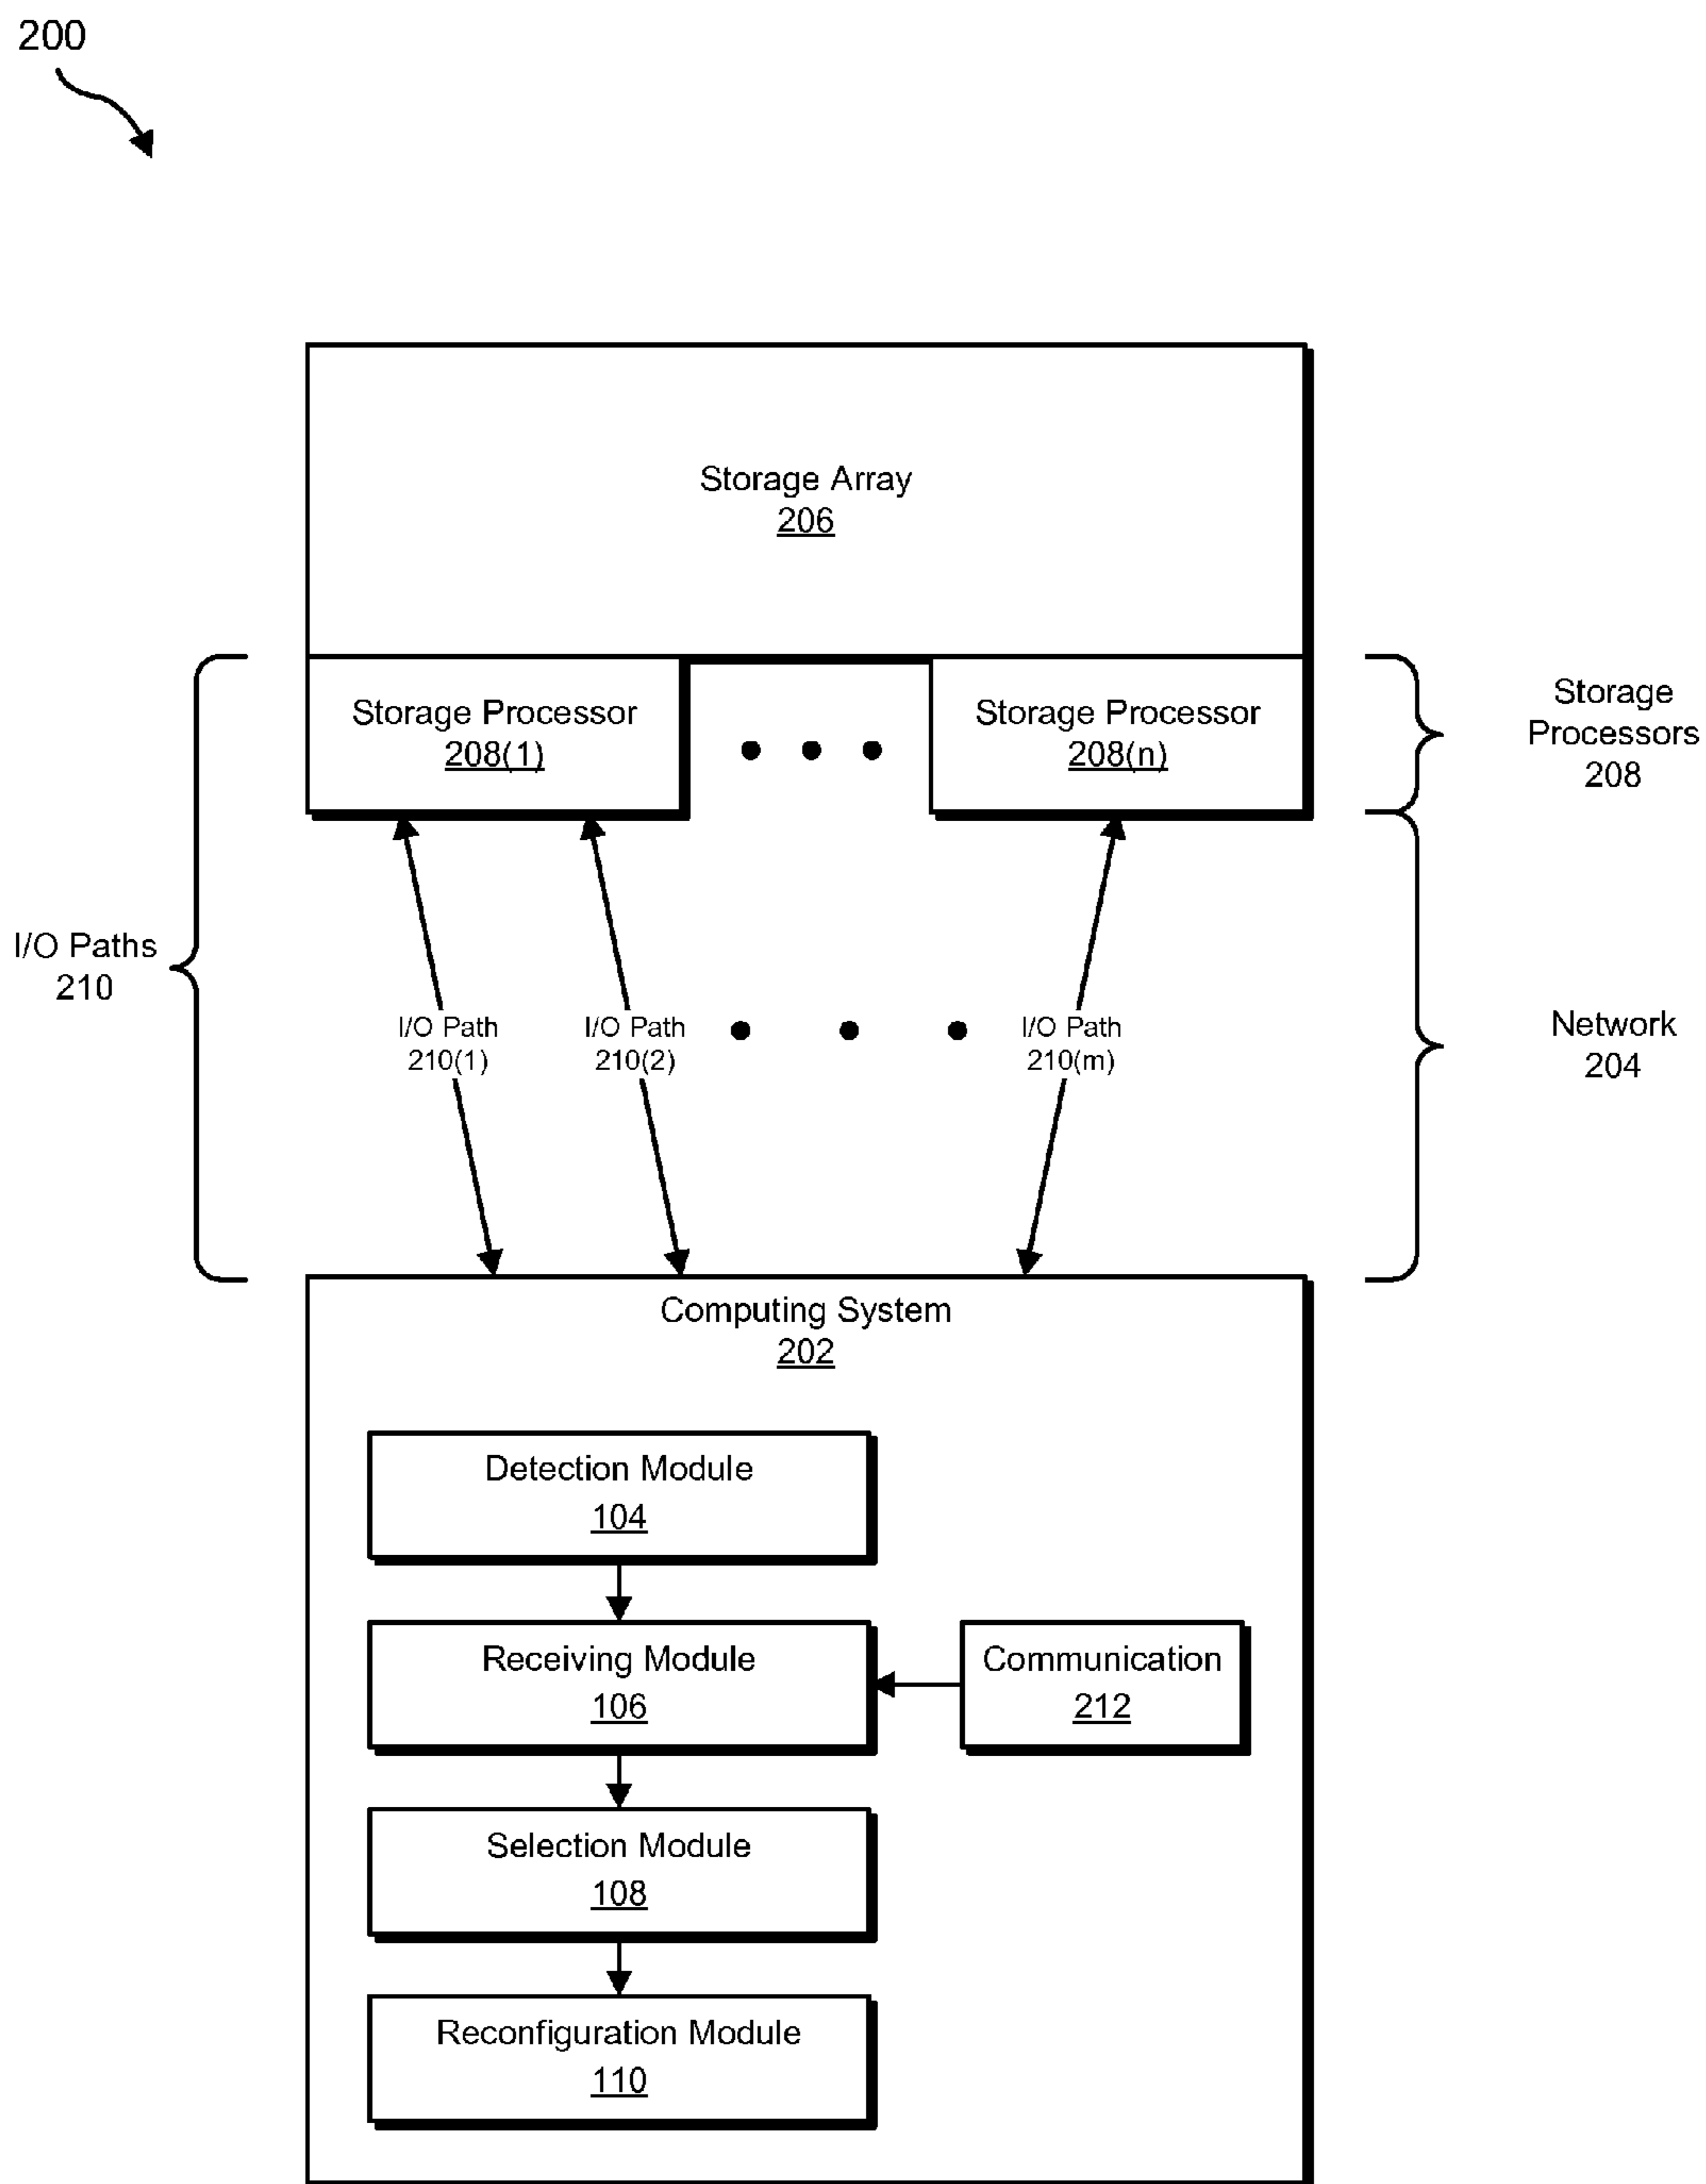 200
Storage Array
206
Storage Processor
208(1)
Storage Processor
208(n)
Storage
Processors
208
I/O Paths
210
I/O Path
210(1)
I/O Path
210(2)
I/O Path
210(m)
Network
204
Computing System
202
Detection Module
104
Receiving Module
106
Communication
212
Selection Module
108
Reconfiguration Module
110